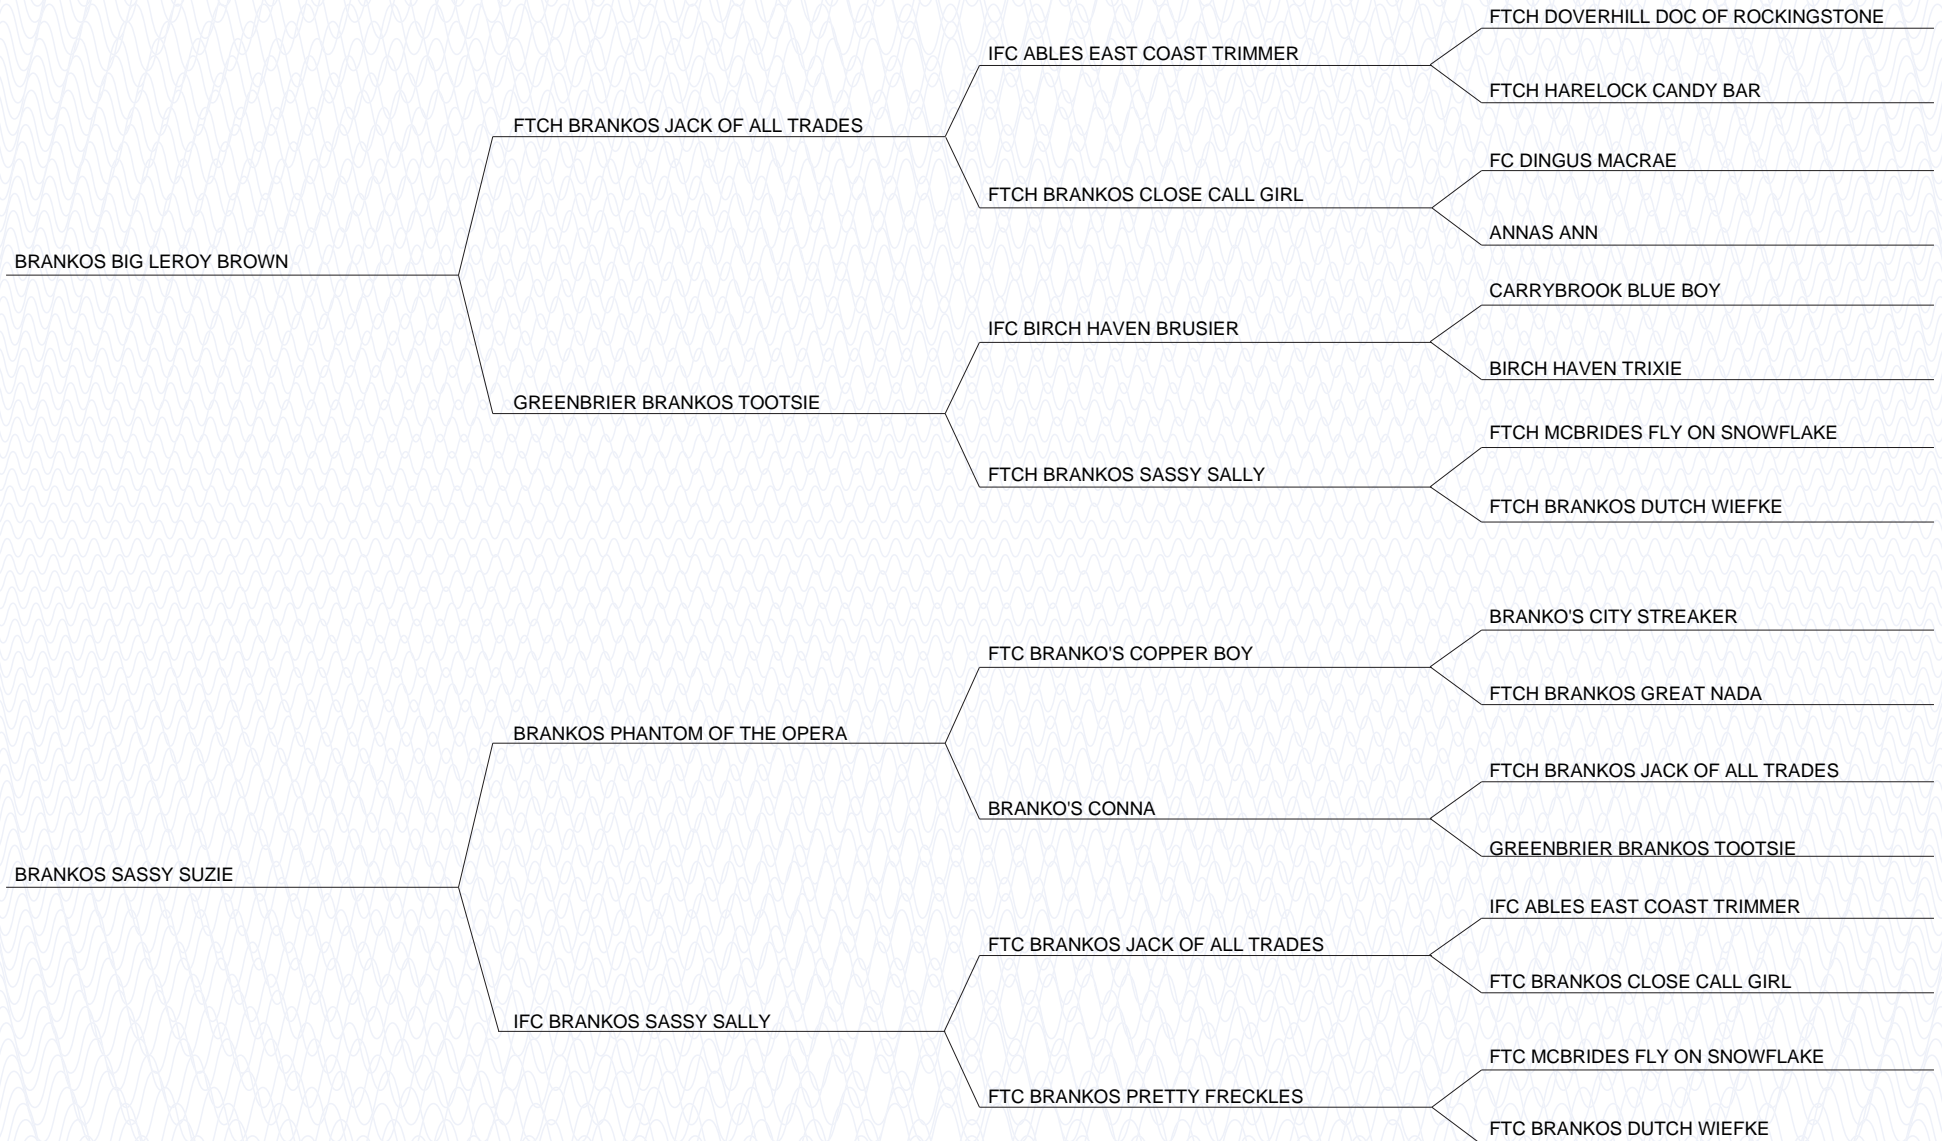 FTCH DOVERHILL DOC OF ROCKINGSTONE
IFC ABLES EAST COAST TRIMMER
FTCH HARELOCK CANDY BAR
FTCH BRANKOS JACK OF ALL TRADES
FC DINGUS MACRAE
FTCH BRANKOS CLOSE CALL GIRL
ANNAS ANN
BRANKOS BIG LEROY BROWN
CARRYBROOK BLUE BOY
IFC BIRCH HAVEN BRUSIER
BIRCH HAVEN TRIXIE
GREENBRIER BRANKOS TOOTSIE
FTCH MCBRIDES FLY ON SNOWFLAKE
FTCH BRANKOS SASSY SALLY
FTCH BRANKOS DUTCH WIEFKE
BRANKO'S CITY STREAKER
FTC BRANKO'S COPPER BOY
FTCH BRANKOS GREAT NADA
BRANKOS PHANTOM OF THE OPERA
FTCH BRANKOS JACK OF ALL TRADES
BRANKO'S CONNA
GREENBRIER BRANKOS TOOTSIE
BRANKOS SASSY SUZIE
IFC ABLES EAST COAST TRIMMER
FTC BRANKOS JACK OF ALL TRADES
FTC BRANKOS CLOSE CALL GIRL
IFC BRANKOS SASSY SALLY
FTC MCBRIDES FLY ON SNOWFLAKE
FTC BRANKOS PRETTY FRECKLES
FTC BRANKOS DUTCH WIEFKE